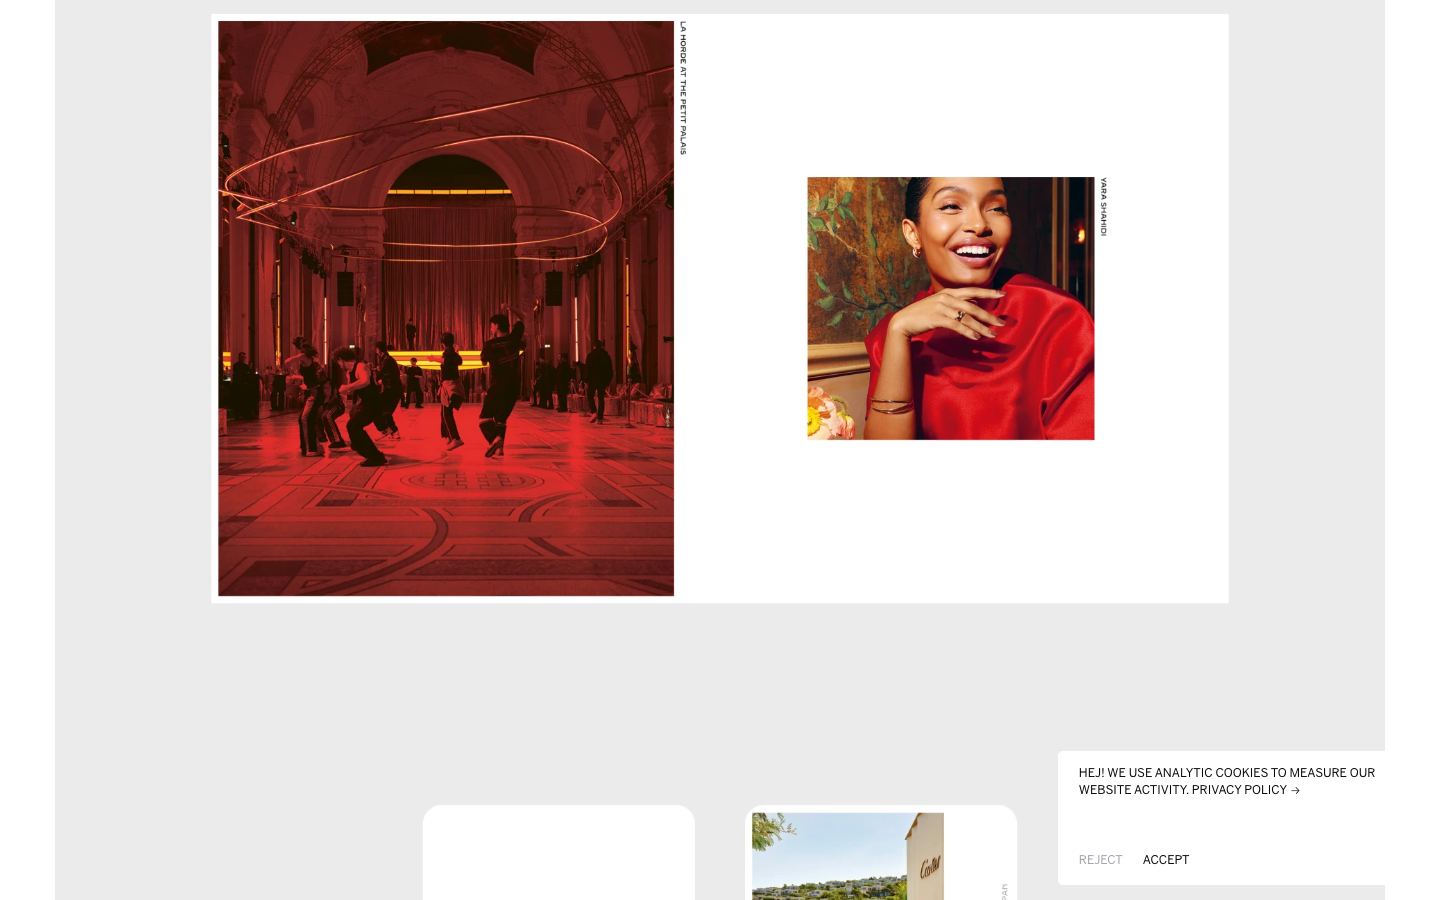 LA HORDE AT THE PETIT PALAIS
YARA SHAHIDI
HEJ! WE USE ANALYTIC COOKIES TO MEASURE OUR
WEBSITE ACTIVITY. PRIVACY POLICY →
REJECT ACCEPT
Cartier